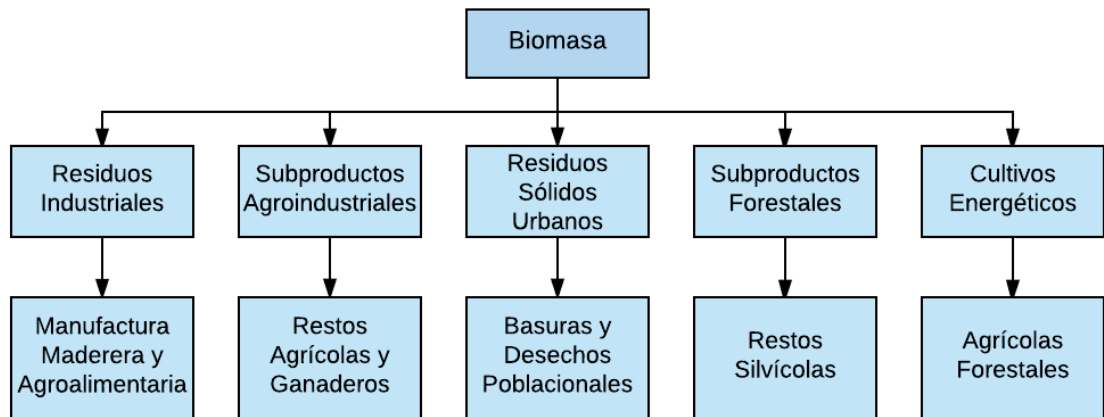 Biomasa
Residuos
Industriales
Subproductos
Agroindustriales
Residuos
Sólidos
Urbanos
Subproductos
Forestales
Cultivos
Energéticos
Manufactura
Maderera y
Agroalimentaria
Restos
Agrícolas y
Ganaderos
Basuras y
Desechos
Poblacionales
Restos
Silvícolas
Agrícolas
Forestales